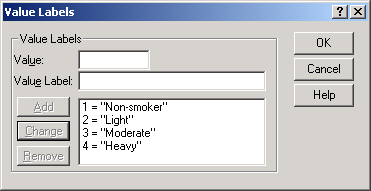 Value Labels
Value Labels
Value:
Value Label:
Add
Change
Remove
1 = "Non-smoker"
2 = "Light"
3 = "Moderate"
4 = "Heavy"
OK
Cancel
Help